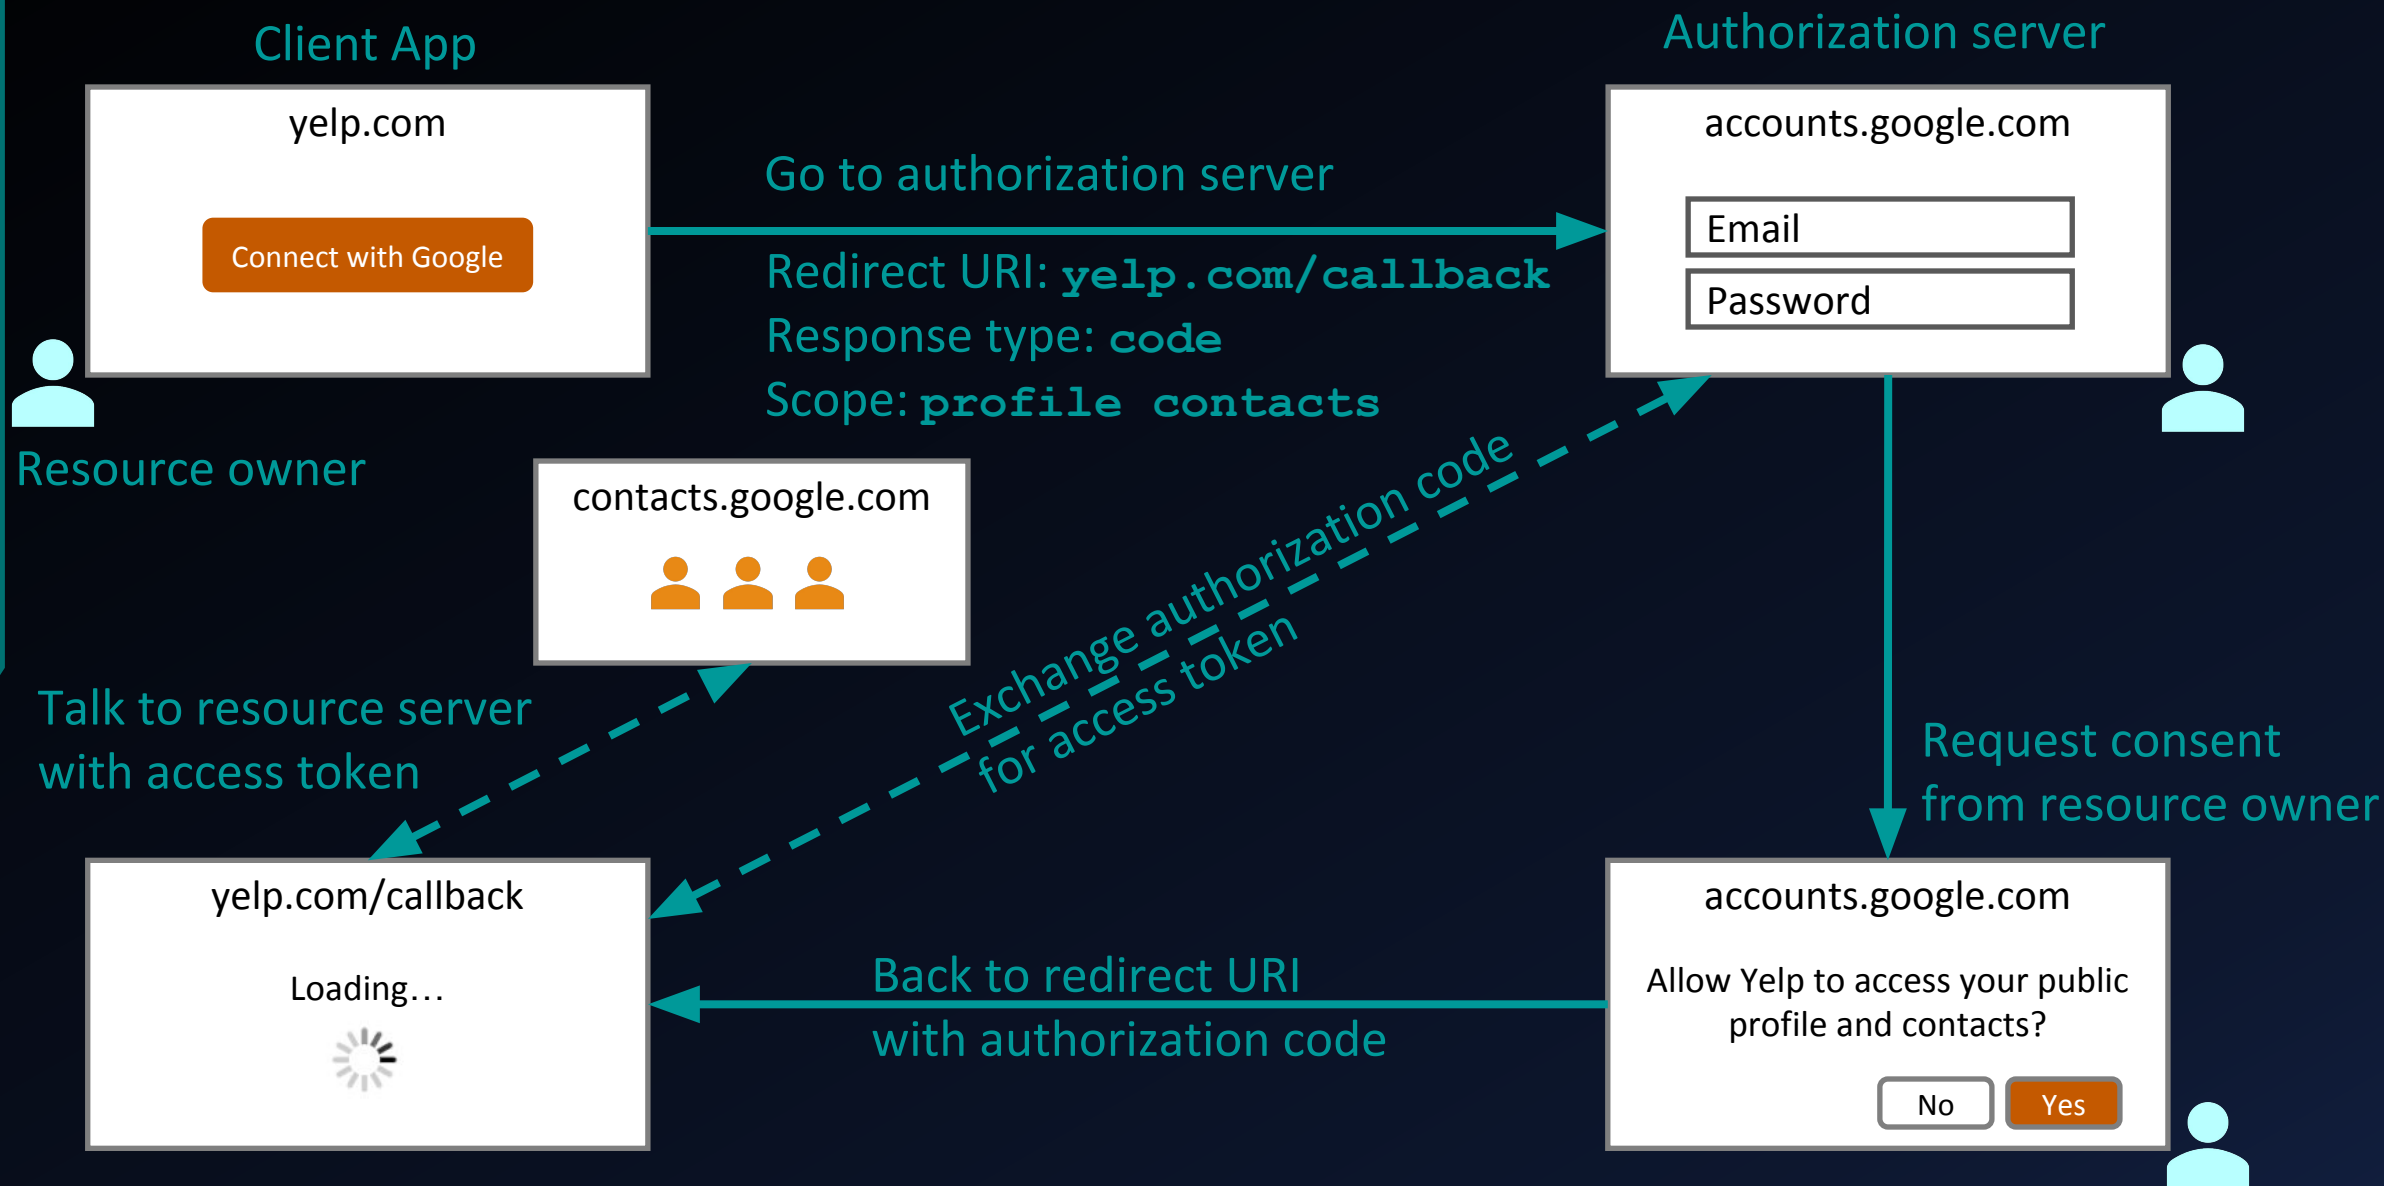 Client App
yelp.com
Connect with Google
Resource owner
Go to authorization server
Redirect URI: yelp.com/callback
Response type: code
Scope: profile contacts
Authorization server
accounts.google.com
Email
Password
contacts.google.com
Exchange authorization code
for access token
Talk to resource server
with access token
Request consent
from resource owner
yelp.com/callback
Loading…
Back to redirect URI
with authorization code
accounts.google.com
Allow Yelp to access your public
profile and contacts?
No
Yes